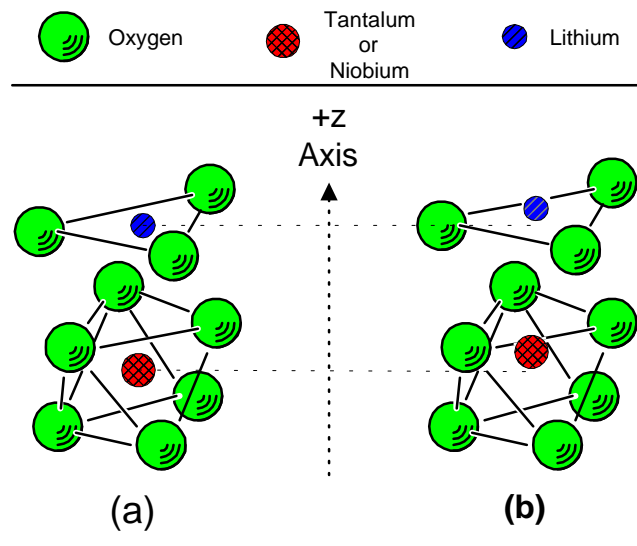 Oxygen
Tantalum
or
Niobium
Lithium
+z
Axis
(a)
(b)